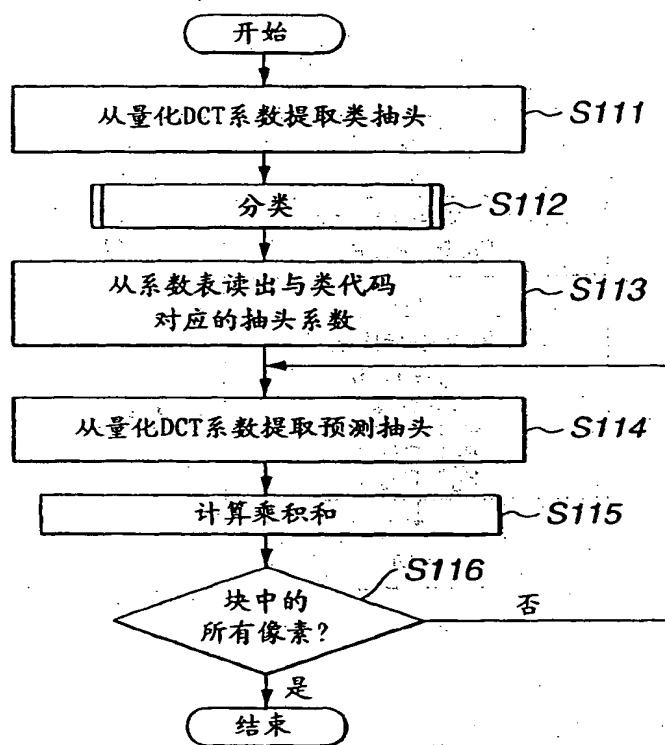 开始
从量化DCT系数提取类抽头
S111
分类
S112
从系数表读出与类代码
对应的抽头系数
S113
从量化DCT系数提取预测抽头
S114
计算乘积和
S115
S116
块中的
所有像素?
否
是
结束